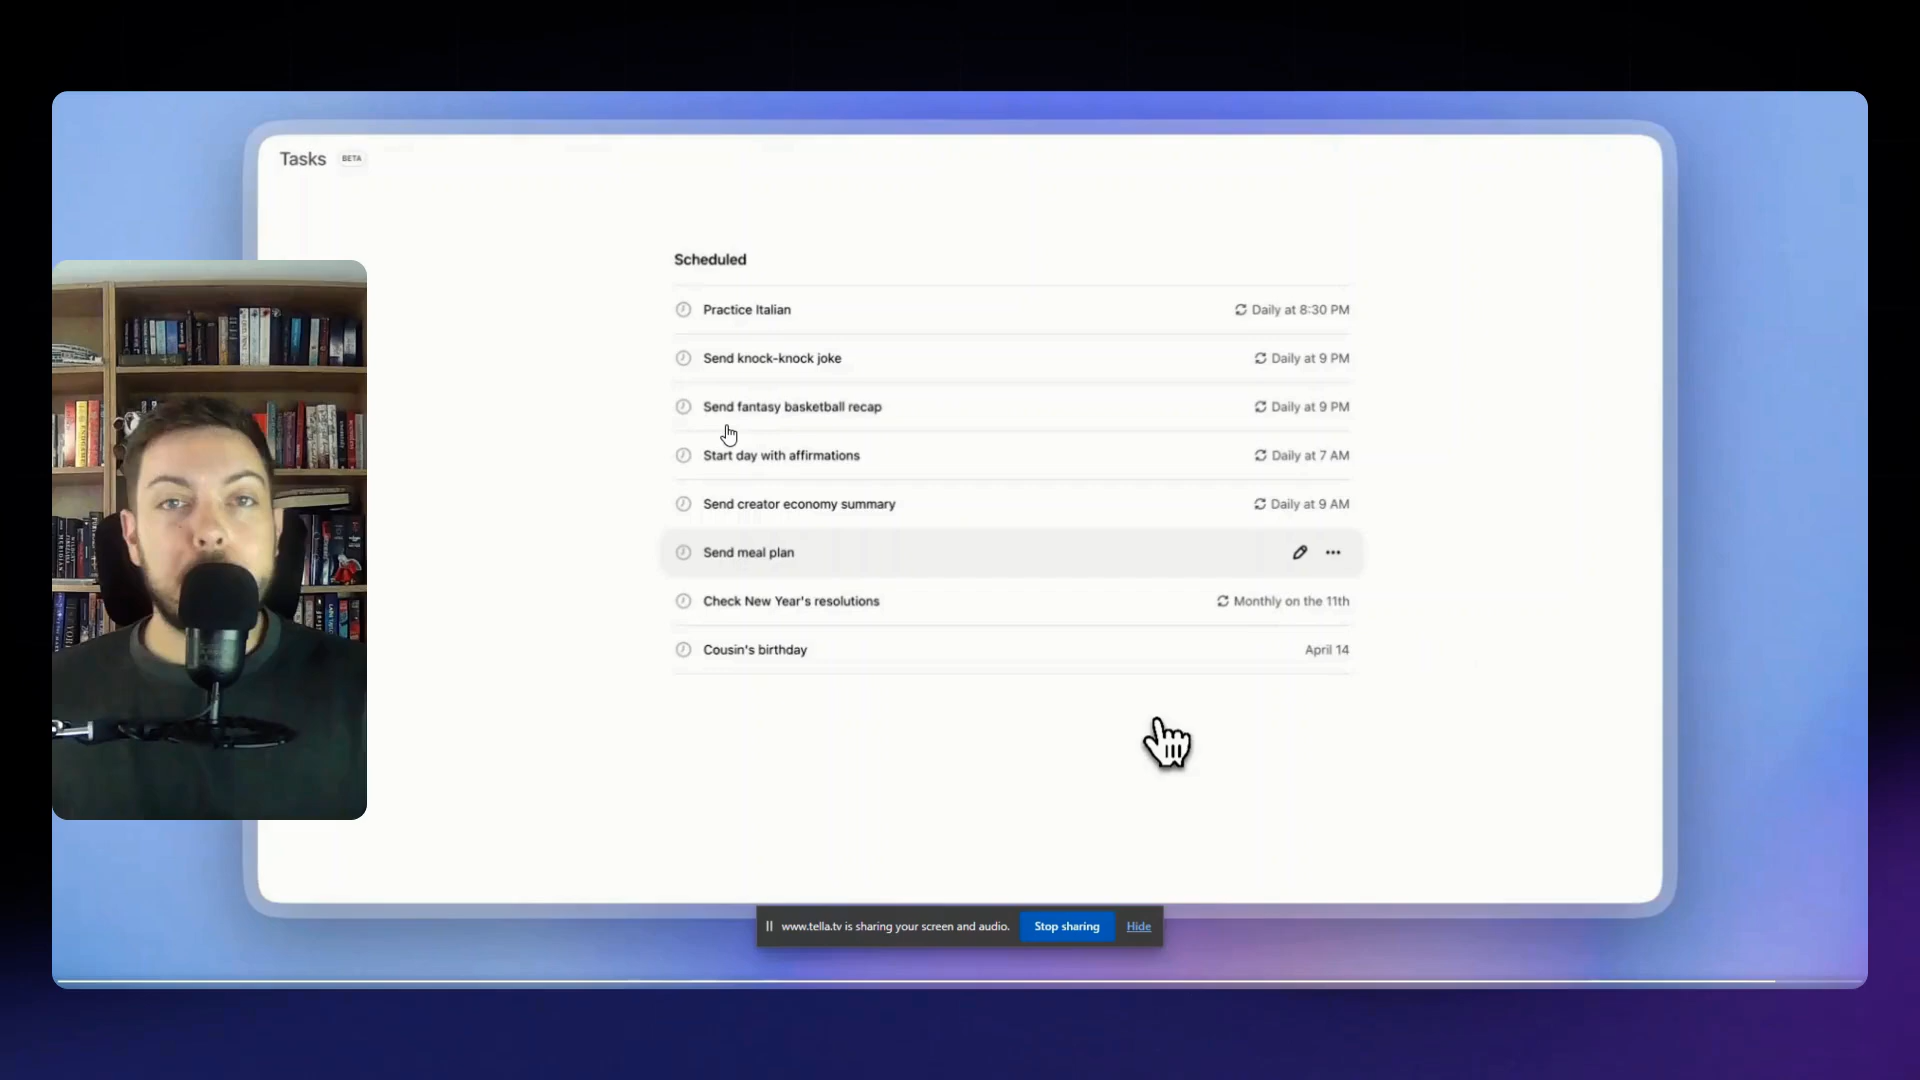 Tasks BETA
Scheduled
Practice Italian Daily at 8:30 PM
Send knock-knock joke Daily at 9 PM
Send fantasy basketball recap Daily at 9 PM
Start day with affirmations Daily at 7 AM
Send creator economy summary Daily at 9 AM
Send meal plan
Check New Year's resolutions Monthly on the 11th
Cousin's birthday April 14
www.tella.tv is sharing your screen and audio. Stop sharing Hide